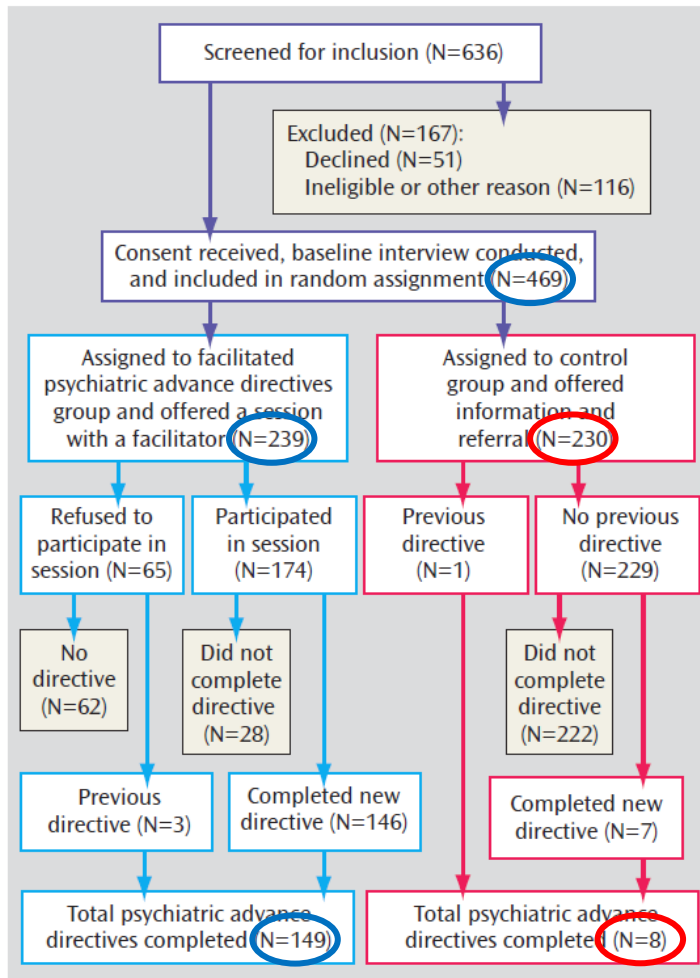 Screened for inclusion (N=636)
Excluded (N=167):
Declined (N=51)
Ineligible or other reason (N=116)
Consent received, baseline interview conducted,
and included in random assignment (N=469)
Assigned to facilitated
psychiatric advance directives
group and offered a session
with a facilitator (N=239)
Assigned to control
group and offered
information and
referral (N=230)
Refused to
participate in
session (N=65)
Participated
in session
(N=174)
Previous
directive
(N=1)
No previous
directive
(N=229)
No
directive
(N=62)
Did not
complete
directive
(N=28)
Did not
complete
directive
(N=222)
Previous
directive (N=3)
Completed new
directive (N=146)
Completed new
directive (N=7)
Total psychiatric advance
directives completed (N=149)
Total psychiatric advance
directives completed (N=8)